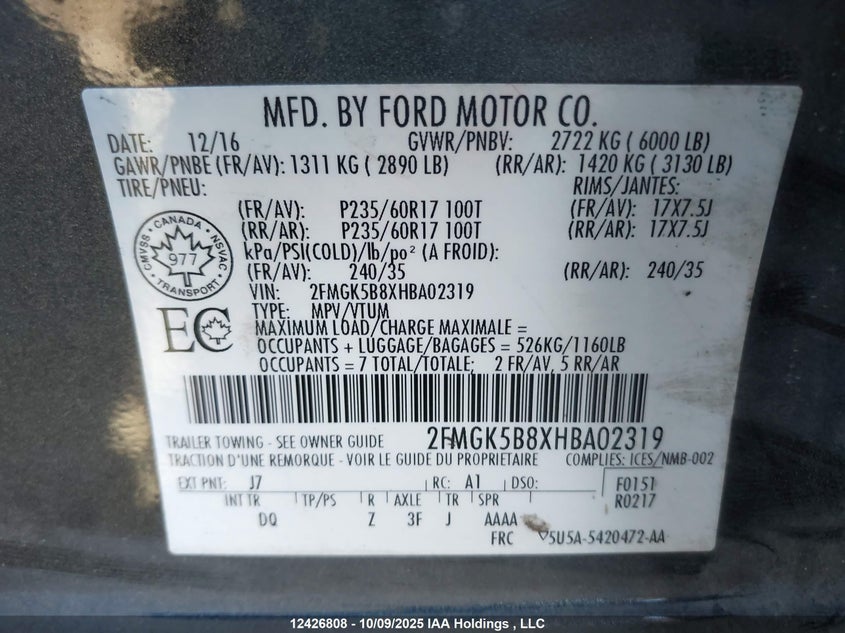 MFD. BY FORD MOTOR CO.
DATE: 12/16 GVWR/PNBV: 2722 KG ( 6000 LB)
GAWR/PNBE (FR/AV): 1311 KG ( 2890 LB) (RR/AR): 1420 KG ( 3130 LB)
TIRE/PNEU: RIMS/JANTES:
(FR/AV): P235/60R17 100T (FR/AV): 17X7.5J
(RR/AR): P235/60R17 100T (RR/AR): 17X7.5J
kPa/PSI(COLD)/lb/po² (A FROID):
(FR/AV): 240/35 (RR/AR): 240/35
CANADA
CMVSS NSVAC
977
TRANSPORT
VIN: 2FMGK5B8XHBA02319
TYPE: MPV/VTUM
EC
MAXIMUM LOAD/CHARGE MAXIMALE =
OCCUPANTS + LUGGAGE/BAGAGES = 526KG/1160LB
OCCUPANTS = 7 TOTAL/TOTALE; 2 FR/AV, 5 RR/AR
2FMGK5B8XHBA02319
TRAILER TOWING - SEE OWNER GUIDE
TRACTION D'UNE REMORQUE - VOIR LE GUIDE DU PROPRIETAIRE COMPLIES: ICES/NMB-002
EXT PNT: J7 RC: A1 DSO: F0151
INT TR TP/PS R AXLE TR SPR R0217
DQ Z 3F J AAAA
FRC 5U5A-5420472-AA
12426808 - 10/09/2025 IAA Holdings, LLC